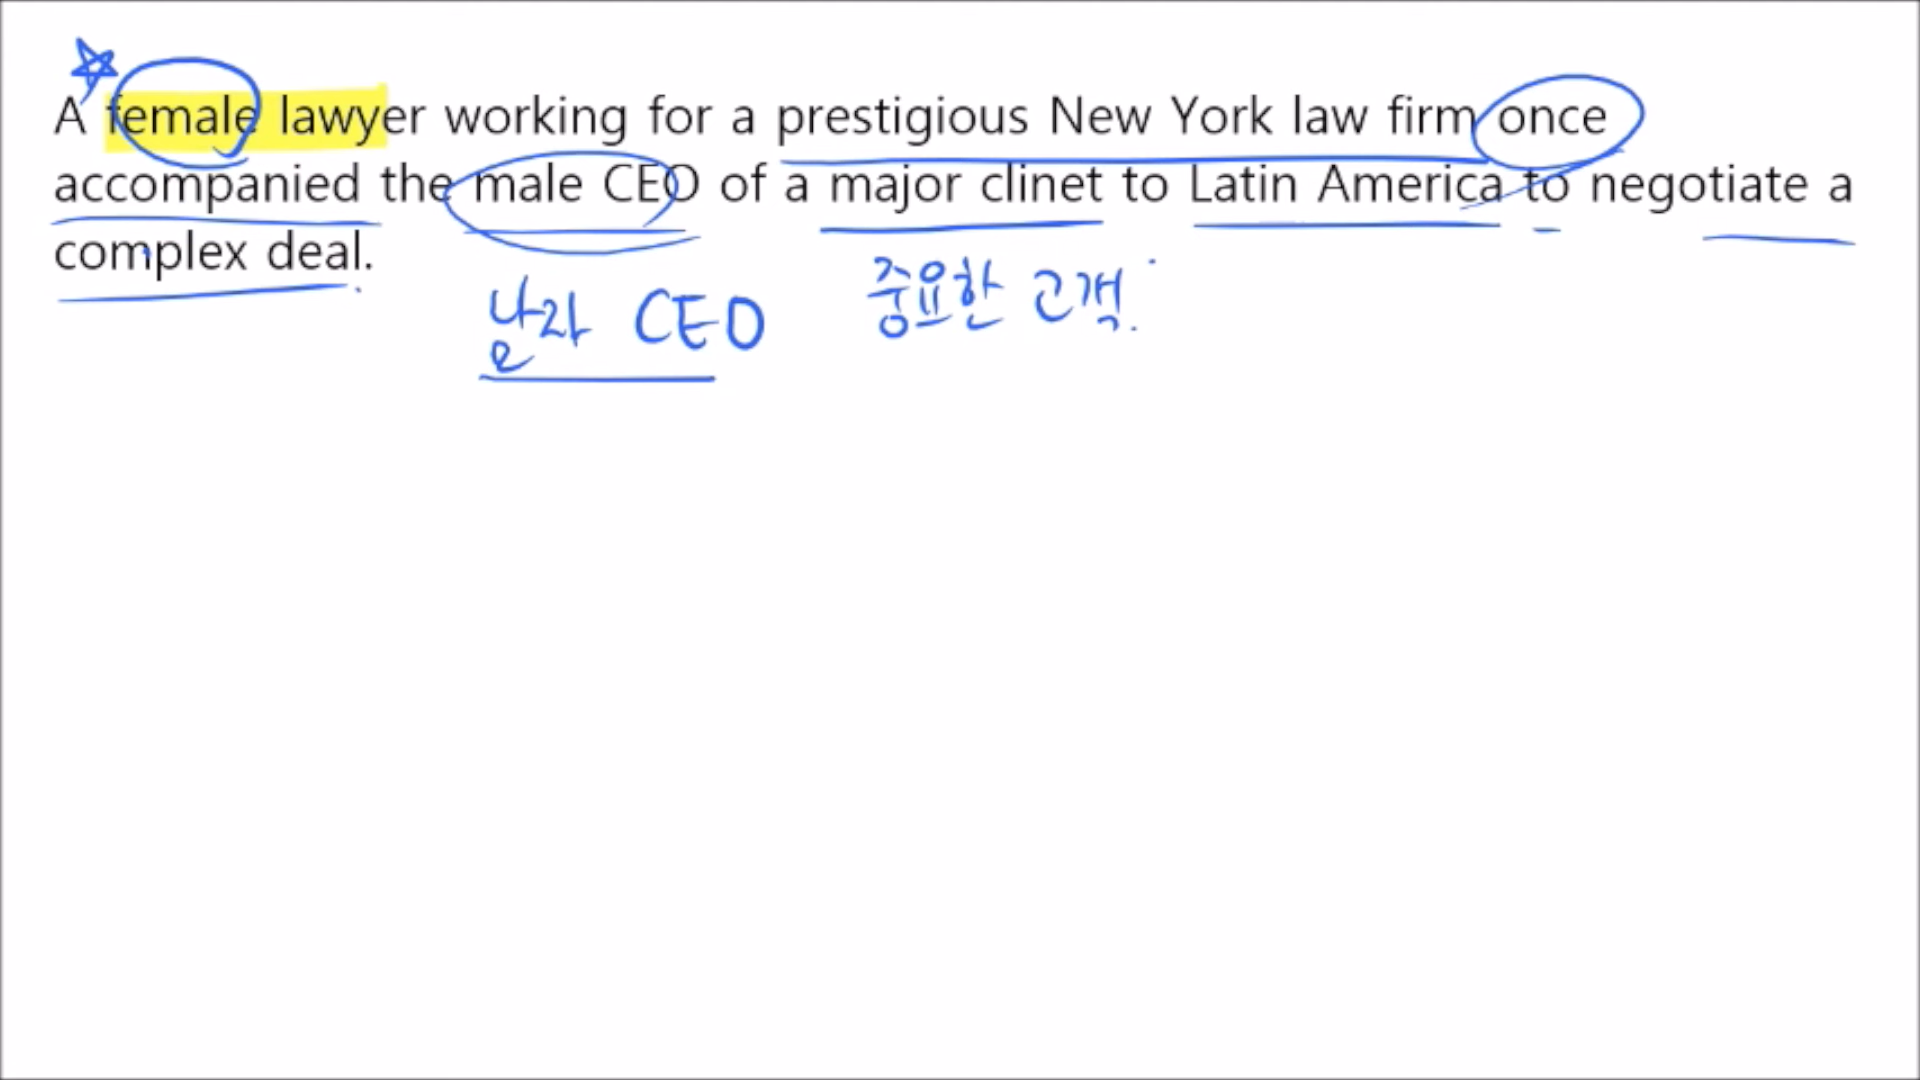 A female lawyer working for a prestigious New York law firm once
accompanied the male CEO of a major clinet to Latin America to negotiate a
complex deal.
남자 CEO 중요한 고객.